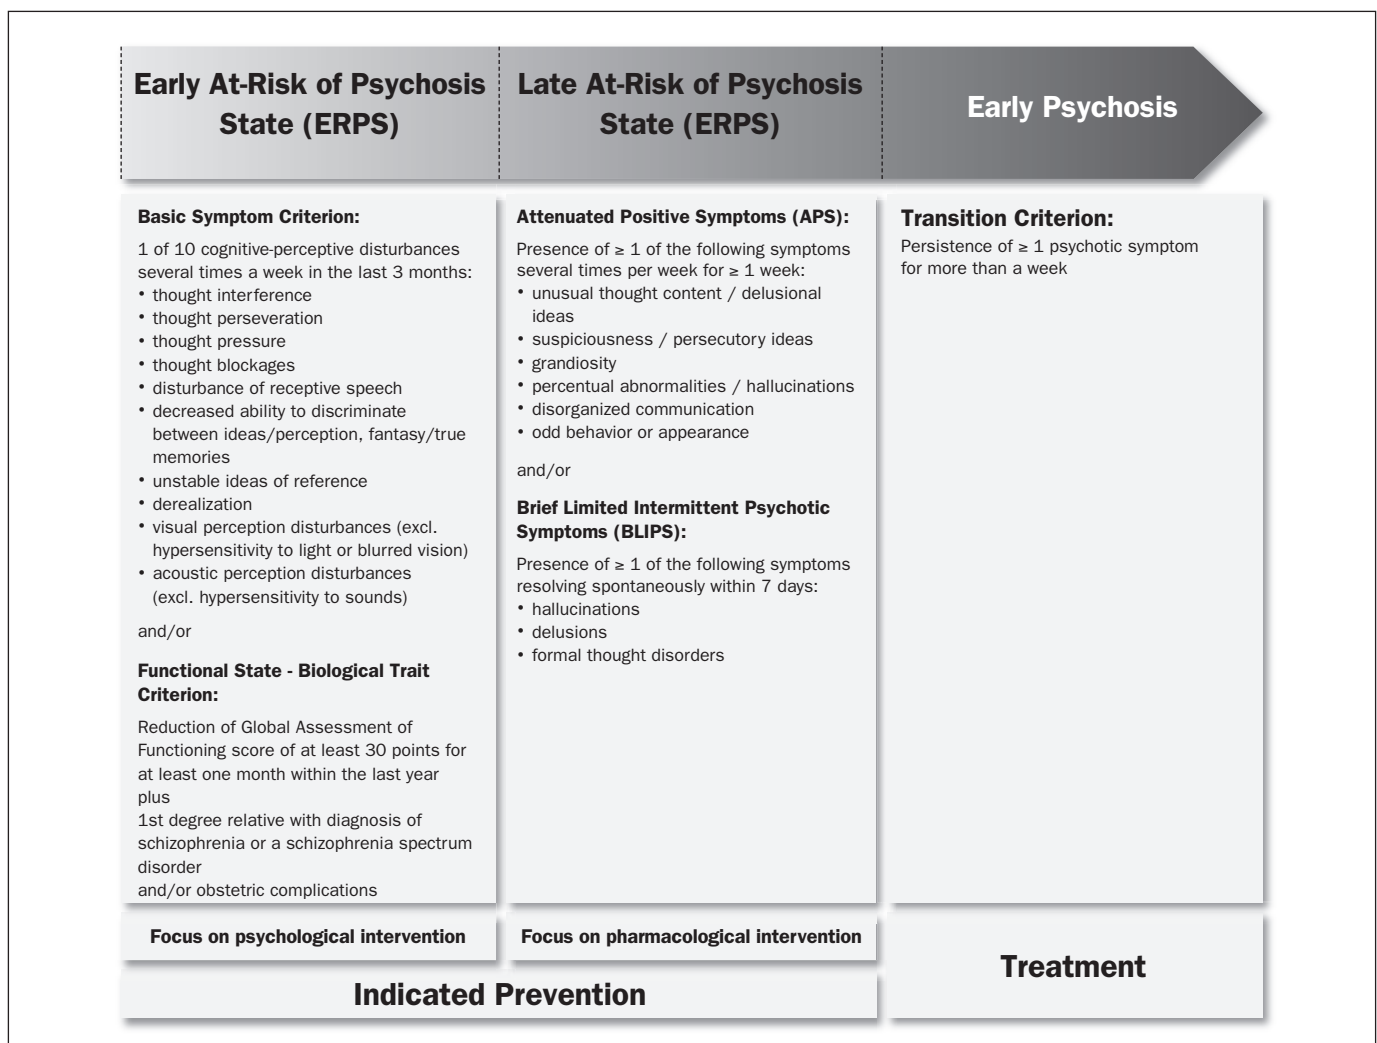 Early At-Risk of Psychosis
State (ERPS)
Late At-Risk of Psychosis
State (ERPS)
Early Psychosis
Basic Symptom Criterion:
1 of 10 cognitive-perceptive disturbances
several times a week in the last 3 months:
• thought interference
• thought perseveration
• thought pressure
• thought blockages
• disturbance of receptive speech
• decreased ability to discriminate
between ideas/perception, fantasy/true
memories
• unstable ideas of reference
• derealization
• visual perception disturbances (excl.
hypersensitivity to light or blurred vision)
• acoustic perception disturbances
(excl. hypersensitivity to sounds)
and/or
Functional State - Biological Trait
Criterion:
Reduction of Global Assessment of
Functioning score of at least 30 points for
at least one month within the last year
plus
1st degree relative with diagnosis of
schizophrenia or a schizophrenia spectrum
disorder
and/or obstetric complications
Attenuated Positive Symptoms (APS):
Presence of ≥ 1 of the following symptoms
several times per week for ≥ 1 week:
• unusual thought content / delusional
ideas
• suspiciousness / persecutory ideas
• grandiosity
• percentual abnormalities / hallucinations
• disorganized communication
• odd behavior or appearance
and/or
Brief Limited Intermittent Psychotic
Symptoms (BLIPS):
Presence of ≥ 1 of the following symptoms
resolving spontaneously within 7 days:
• hallucinations
• delusions
• formal thought disorders
Transition Criterion:
Persistence of ≥ 1 psychotic symptom
for more than a week
Focus on psychological intervention
Focus on pharmacological intervention
Indicated Prevention
Treatment